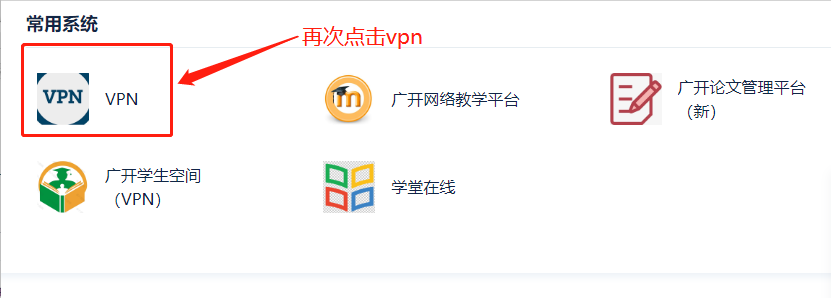 常用系统
再次点击vpn
VPN
VPN
广开网络教学平台
广开论文管理平台
（新）
广开学生空间
（VPN）
学堂在线